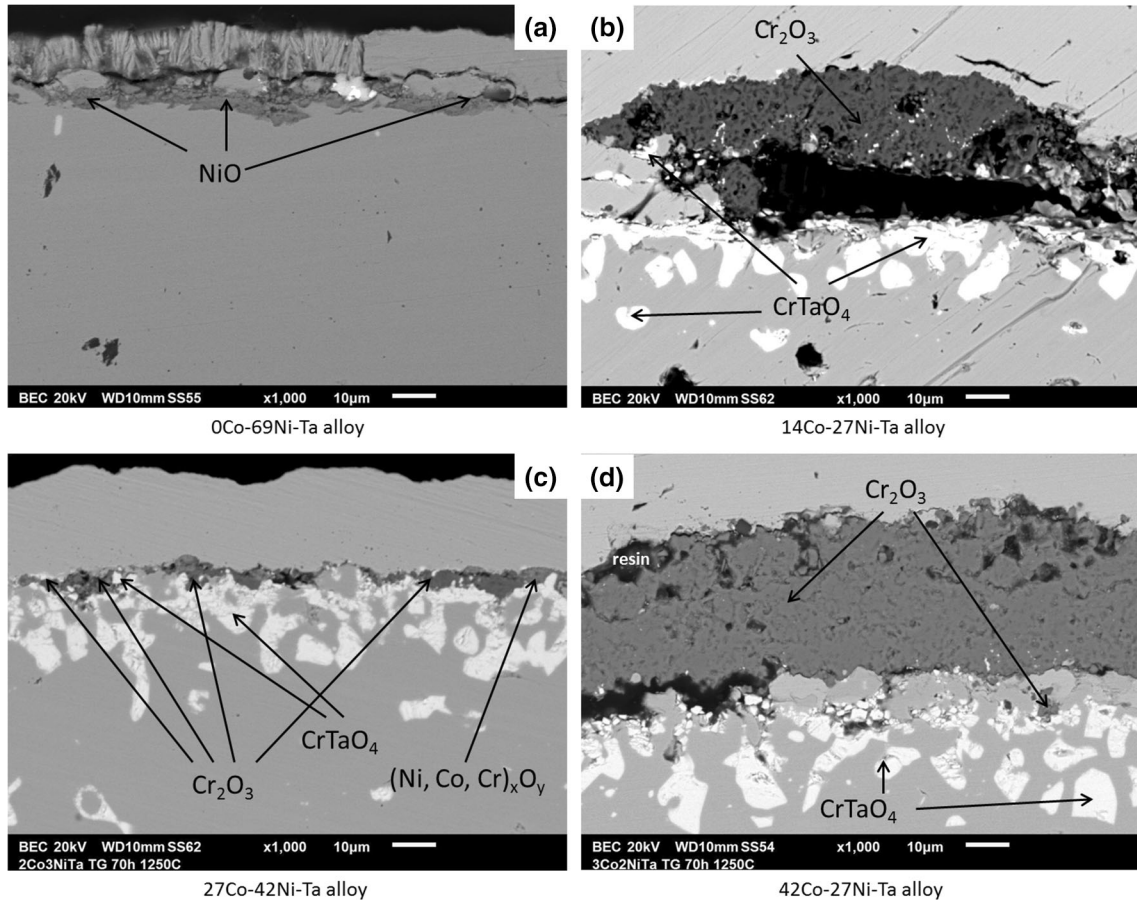 (a)
NiO
BEC 20kV WD10mm SS55 x1,000 10µm
0Co-69Ni-Ta alloy
(b)
Cr₂O₃
CrTaO₄
BEC 20kV WD10mm SS62 x1,000 10µm
14Co-27Ni-Ta alloy
(c)
CrTaO₄
Cr₂O₃
(Ni, Co, Cr)ₓOᵧ
BEC 20kV WD10mm SS62 x1,000 10µm
2Co3NiTa TG 70h 1250C
27Co-42Ni-Ta alloy
(d)
Cr₂O₃
resin
CrTaO₄
BEC 20kV WD10mm SS54 x1,000 10µm
3Co2NiTa TG 70h 1250C
42Co-27Ni-Ta alloy